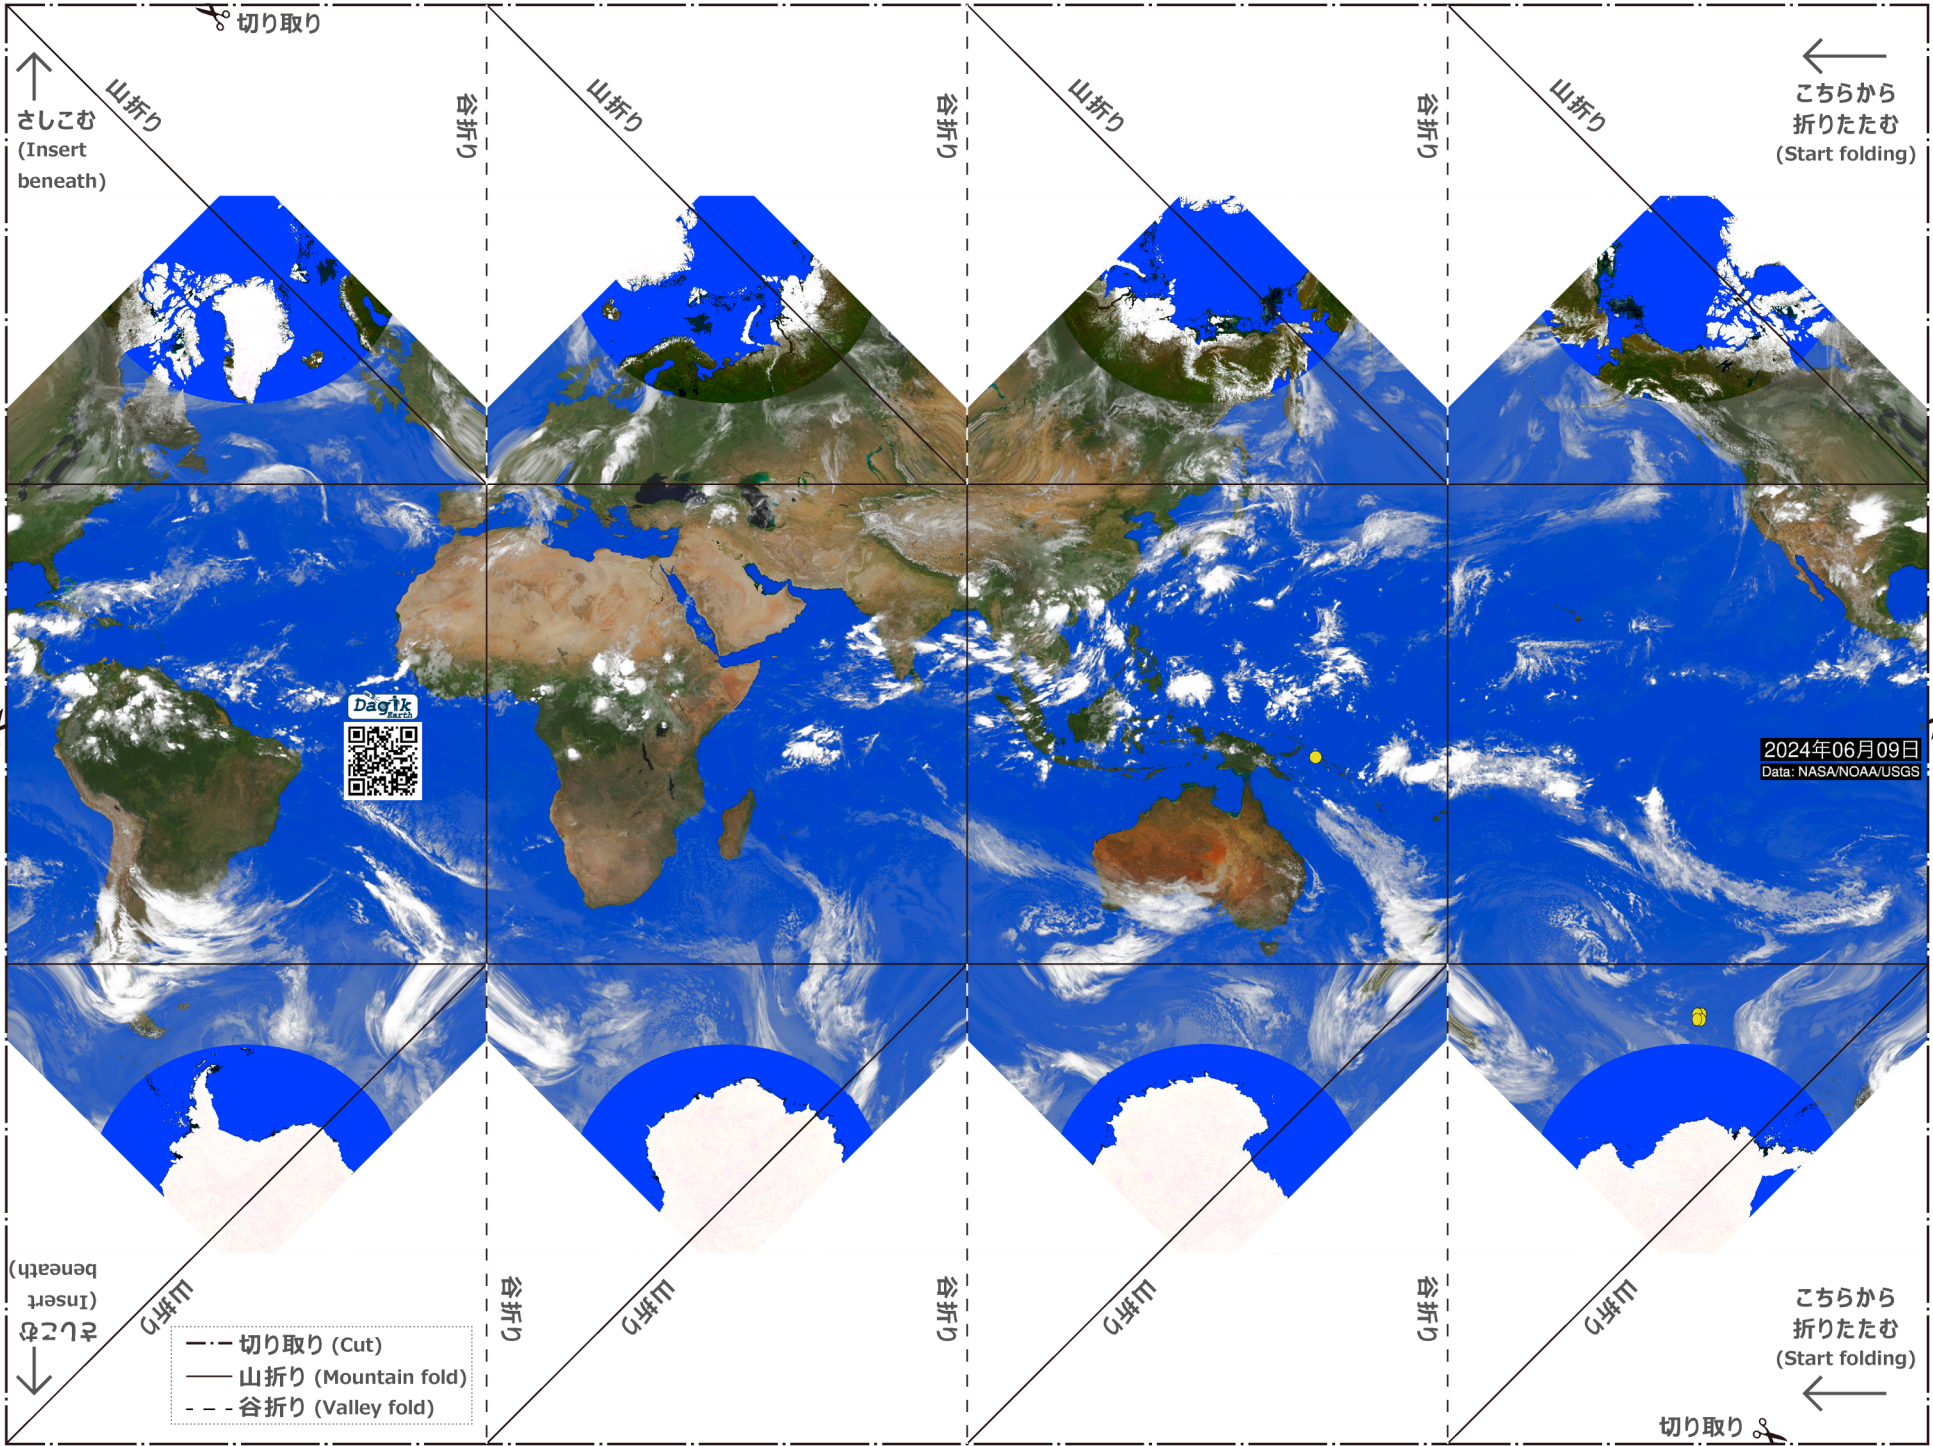 切り取り
山折り
谷折り
山折り
谷折り
山折り
谷折り
山折り
さしこむ
(Insert
beneath)
こちらから
折りたたむ
(Start folding)
Dagik
Earth
2024年06月09日
Data: NASA/NOAA/USGS
さしこむ
(Insert
beneath)
山折り
谷折り
山折り
谷折り
山折り
谷折り
山折り
こちらから
折りたたむ
(Start folding)
切り取り (Cut)
山折り (Mountain fold)
谷折り (Valley fold)
切り取り